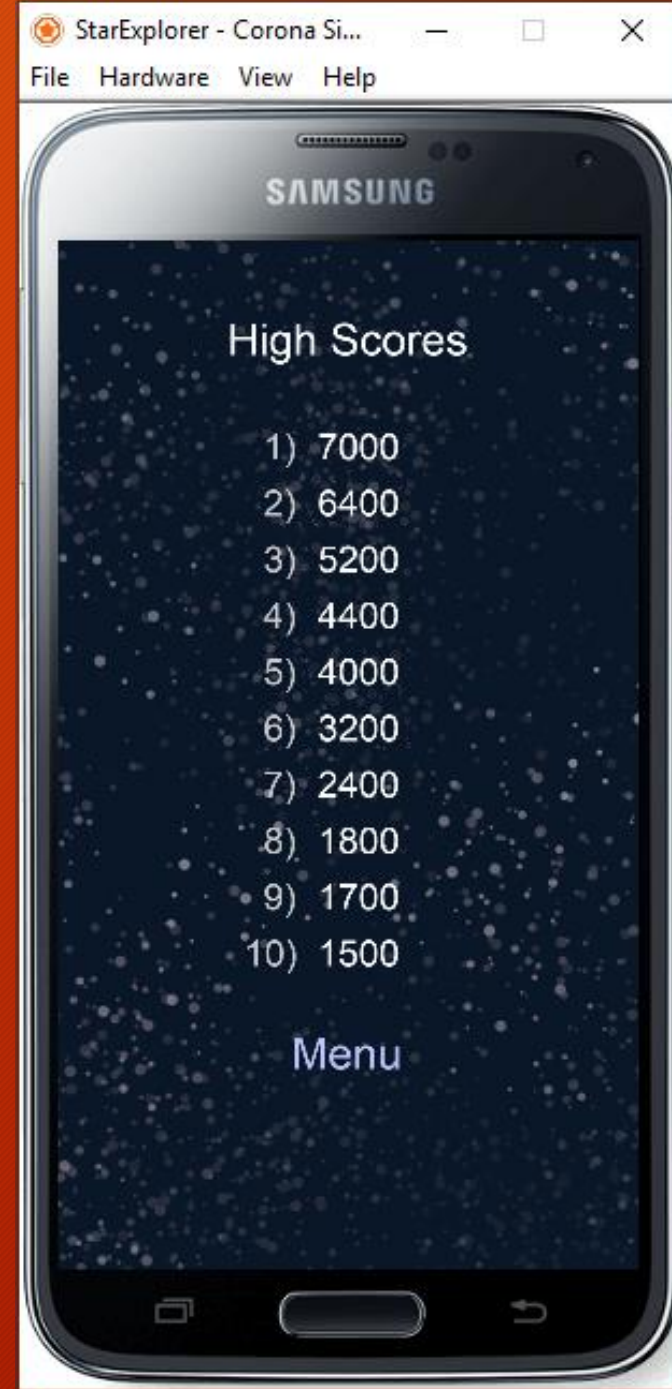 StarExplorer - Corona Si...
File Hardware View Help
SAMSUNG
High Scores
1) 7000
2) 6400
3) 5200
4) 4400
5) 4000
6) 3200
7) 2400
8) 1800
9) 1700
10) 1500
Menu